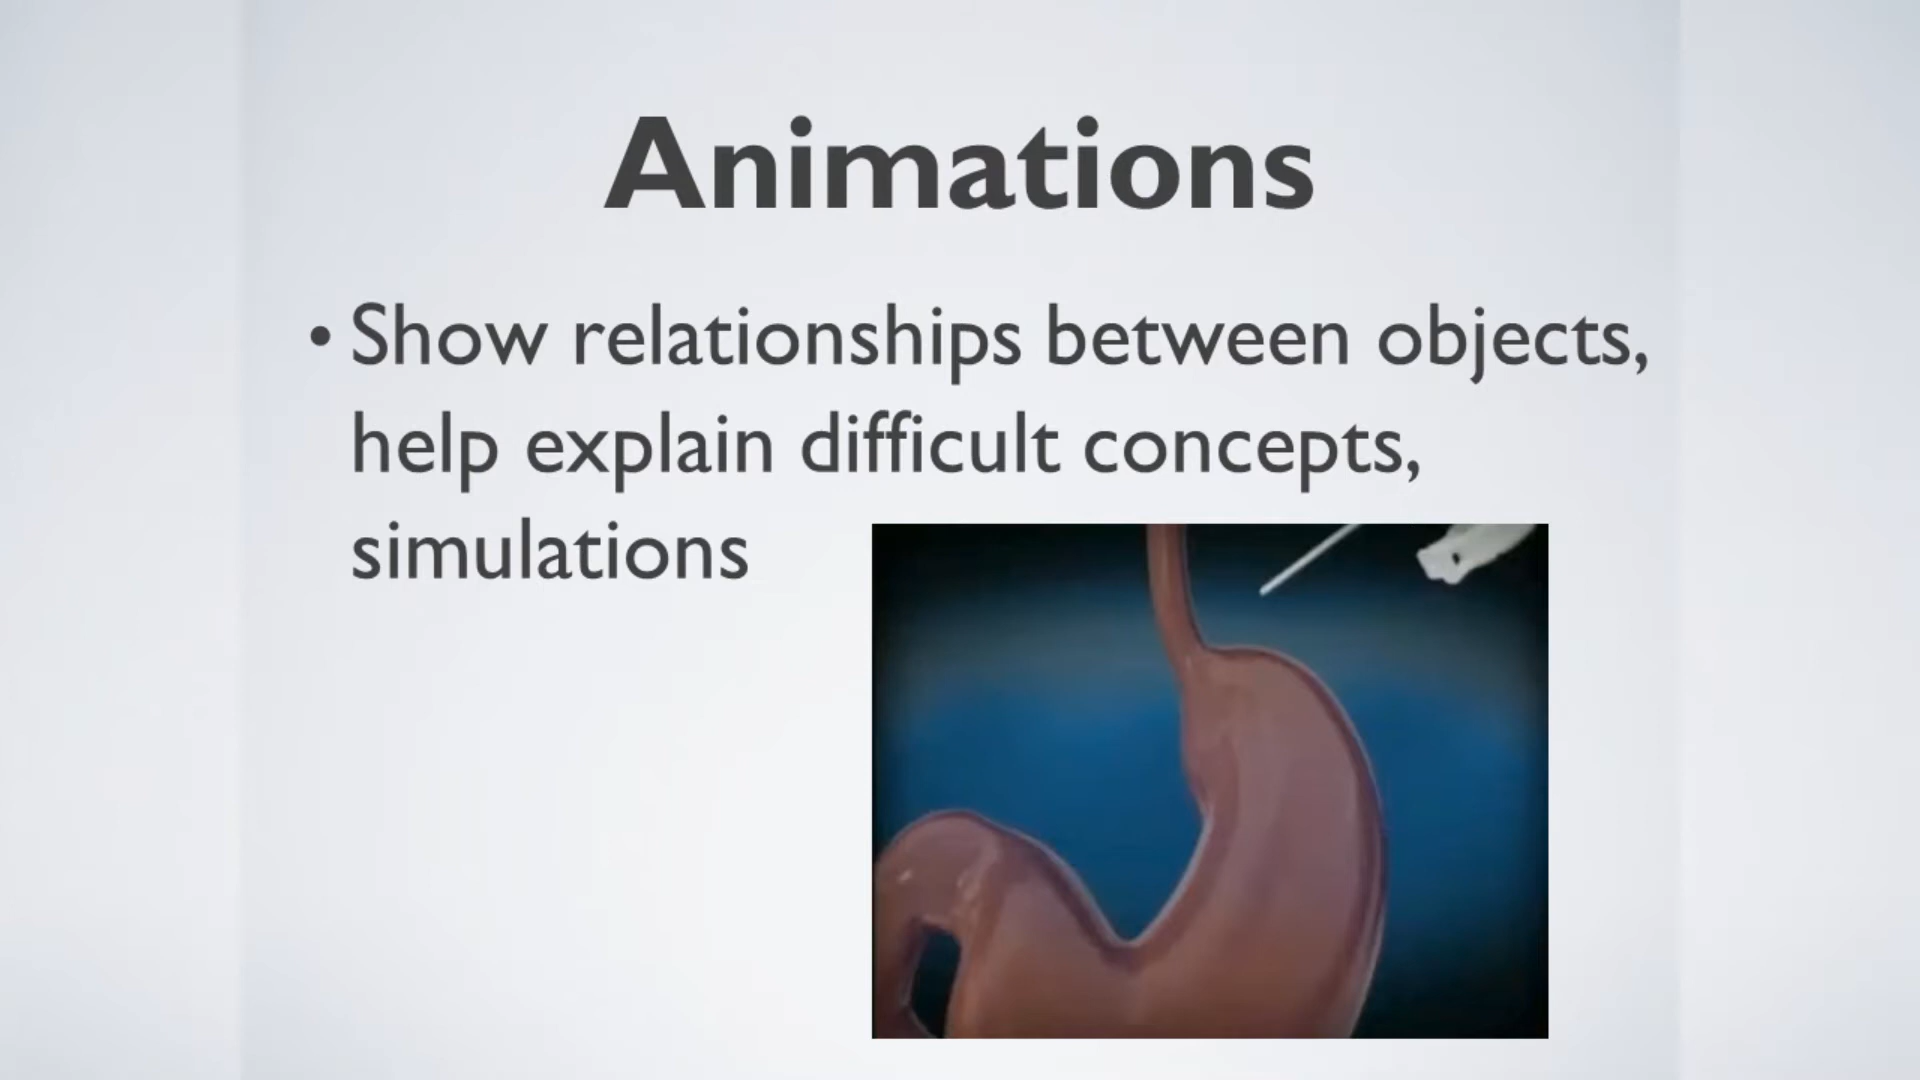 Animations
• Show relationships between objects,
help explain difficult concepts,
simulations